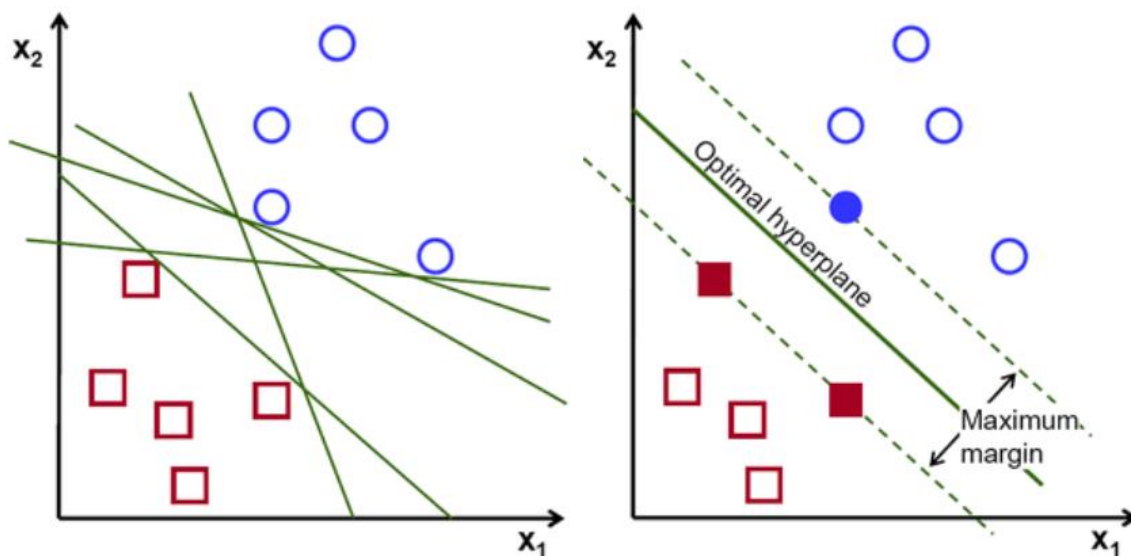 x₂
x₁
x₂
Optimal hyperplane
Maximum
margin
x₁